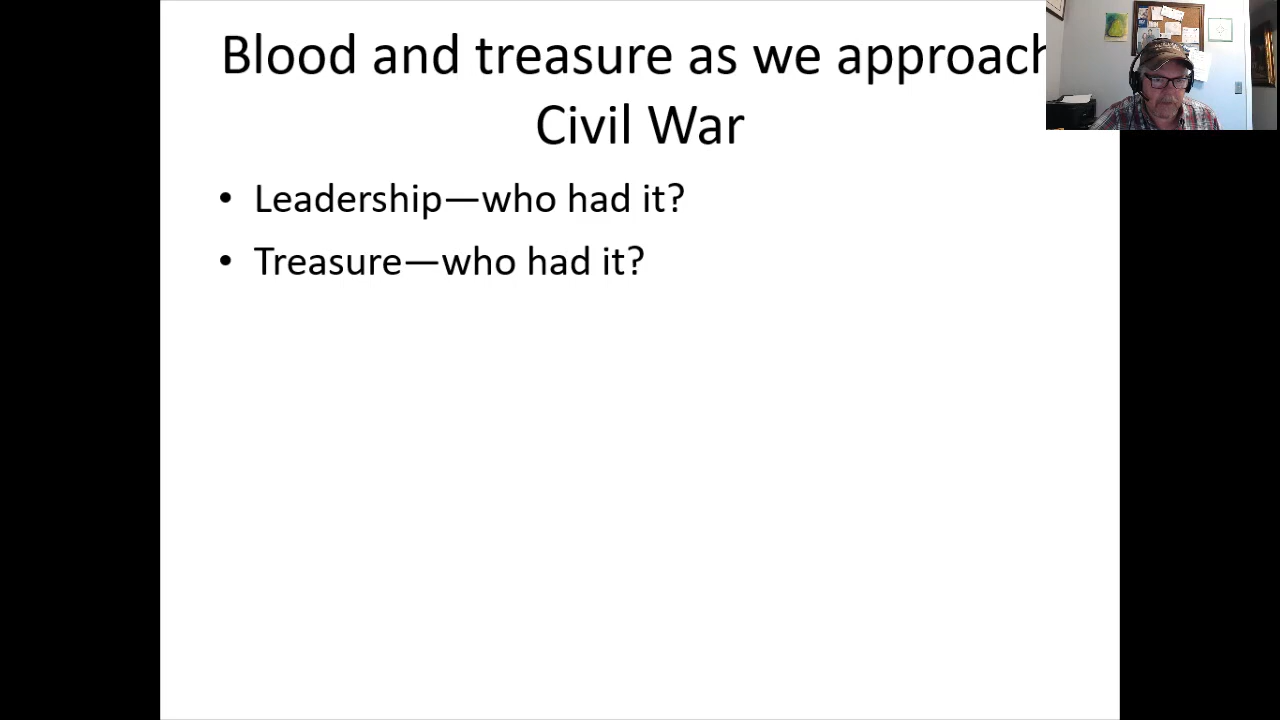 Blood and treasure as we approach
Civil War
• Leadership—who had it?
• Treasure—who had it?